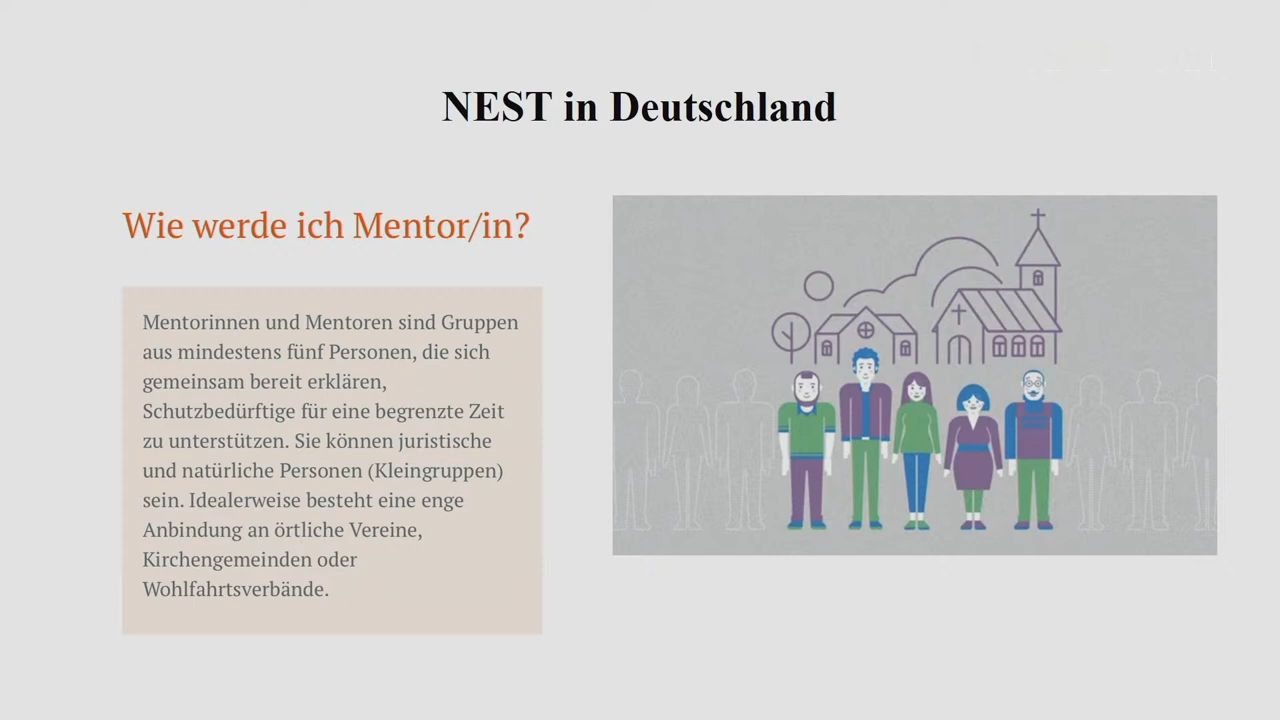 NEST in Deutschland
Wie werde ich Mentor/in?
Mentorinnen und Mentoren sind Gruppen
aus mindestens fünf Personen, die sich
gemeinsam bereit erklären,
Schutzbedürftige für eine begrenzte Zeit
zu unterstützen. Sie können juristische
und natürliche Personen (Kleingruppen)
sein. Idealerweise besteht eine enge
Anbindung an örtliche Vereine,
Kirchengemeinden oder
Wohlfahrtsverbände.